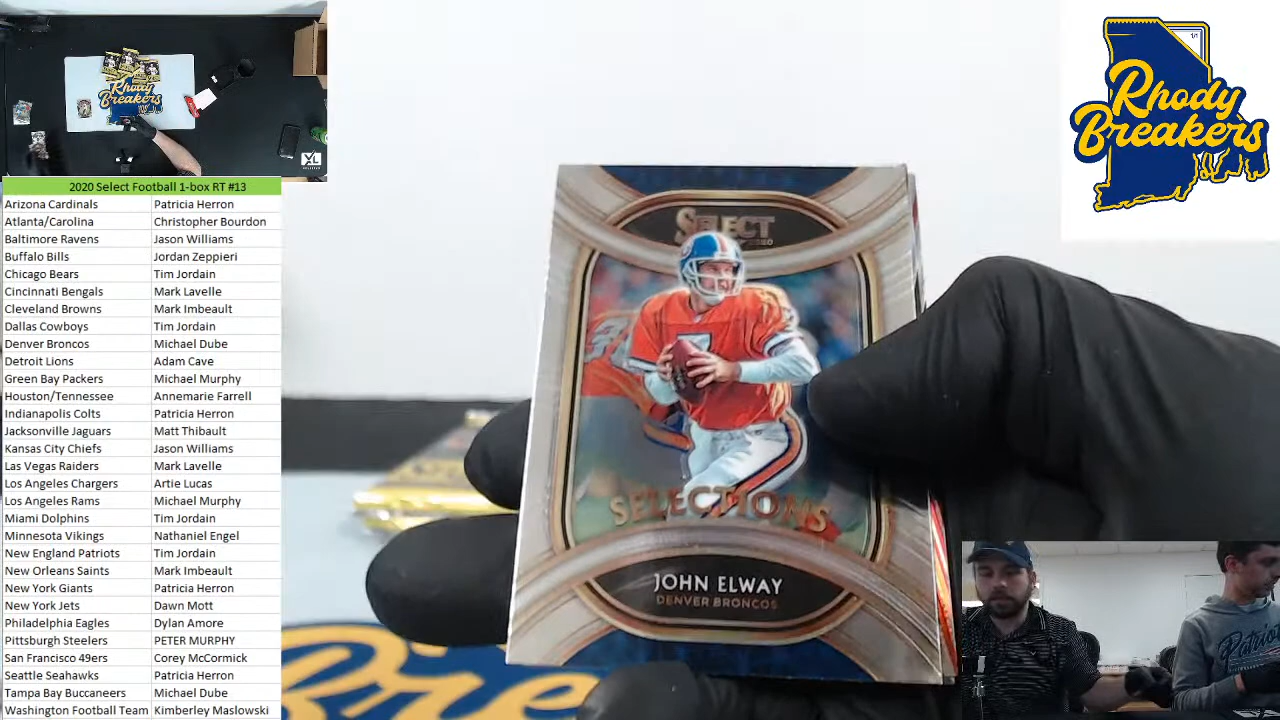 2020 Select Football 1-box RT #13
Arizona Cardinals Patricia Herron
Atlanta/Carolina Christopher Bourdon
Baltimore Ravens Jason Williams
Buffalo Bills Jordan Zeppieri
Chicago Bears Tim Jordain
Cincinnati Bengals Mark Lavelle
Cleveland Browns Mark Imbeault
Dallas Cowboys Tim Jordain
Denver Broncos Michael Dube
Detroit Lions Adam Cave
Green Bay Packers Michael Murphy
Houston/Tennessee Annemarie Farrell
Indianapolis Colts Patricia Herron
Jacksonville Jaguars Matt Thibault
Kansas City Chiefs Jason Williams
Las Vegas Raiders Mark Lavelle
Los Angeles Chargers Artie Lucas
Los Angeles Rams Michael Murphy
Miami Dolphins Tim Jordain
Minnesota Vikings Nathaniel Engel
New England Patriots Tim Jordain
New Orleans Saints Mark Imbeault
New York Giants Patricia Herron
New York Jets Dawn Mott
Philadelphia Eagles Dylan Amore
Pittsburgh Steelers PETER MURPHY
San Francisco 49ers Corey McCormick
Seattle Seahawks Patricia Herron
Tampa Bay Buccaneers Michael Dube
Washington Football Team Kimberley Maslowski
Rhody
Breakers
XL
SELECT
SELECTIONS
JOHN ELWAY
DENVER BRONCOS
1/1
Rhody
Breakers
Patriots